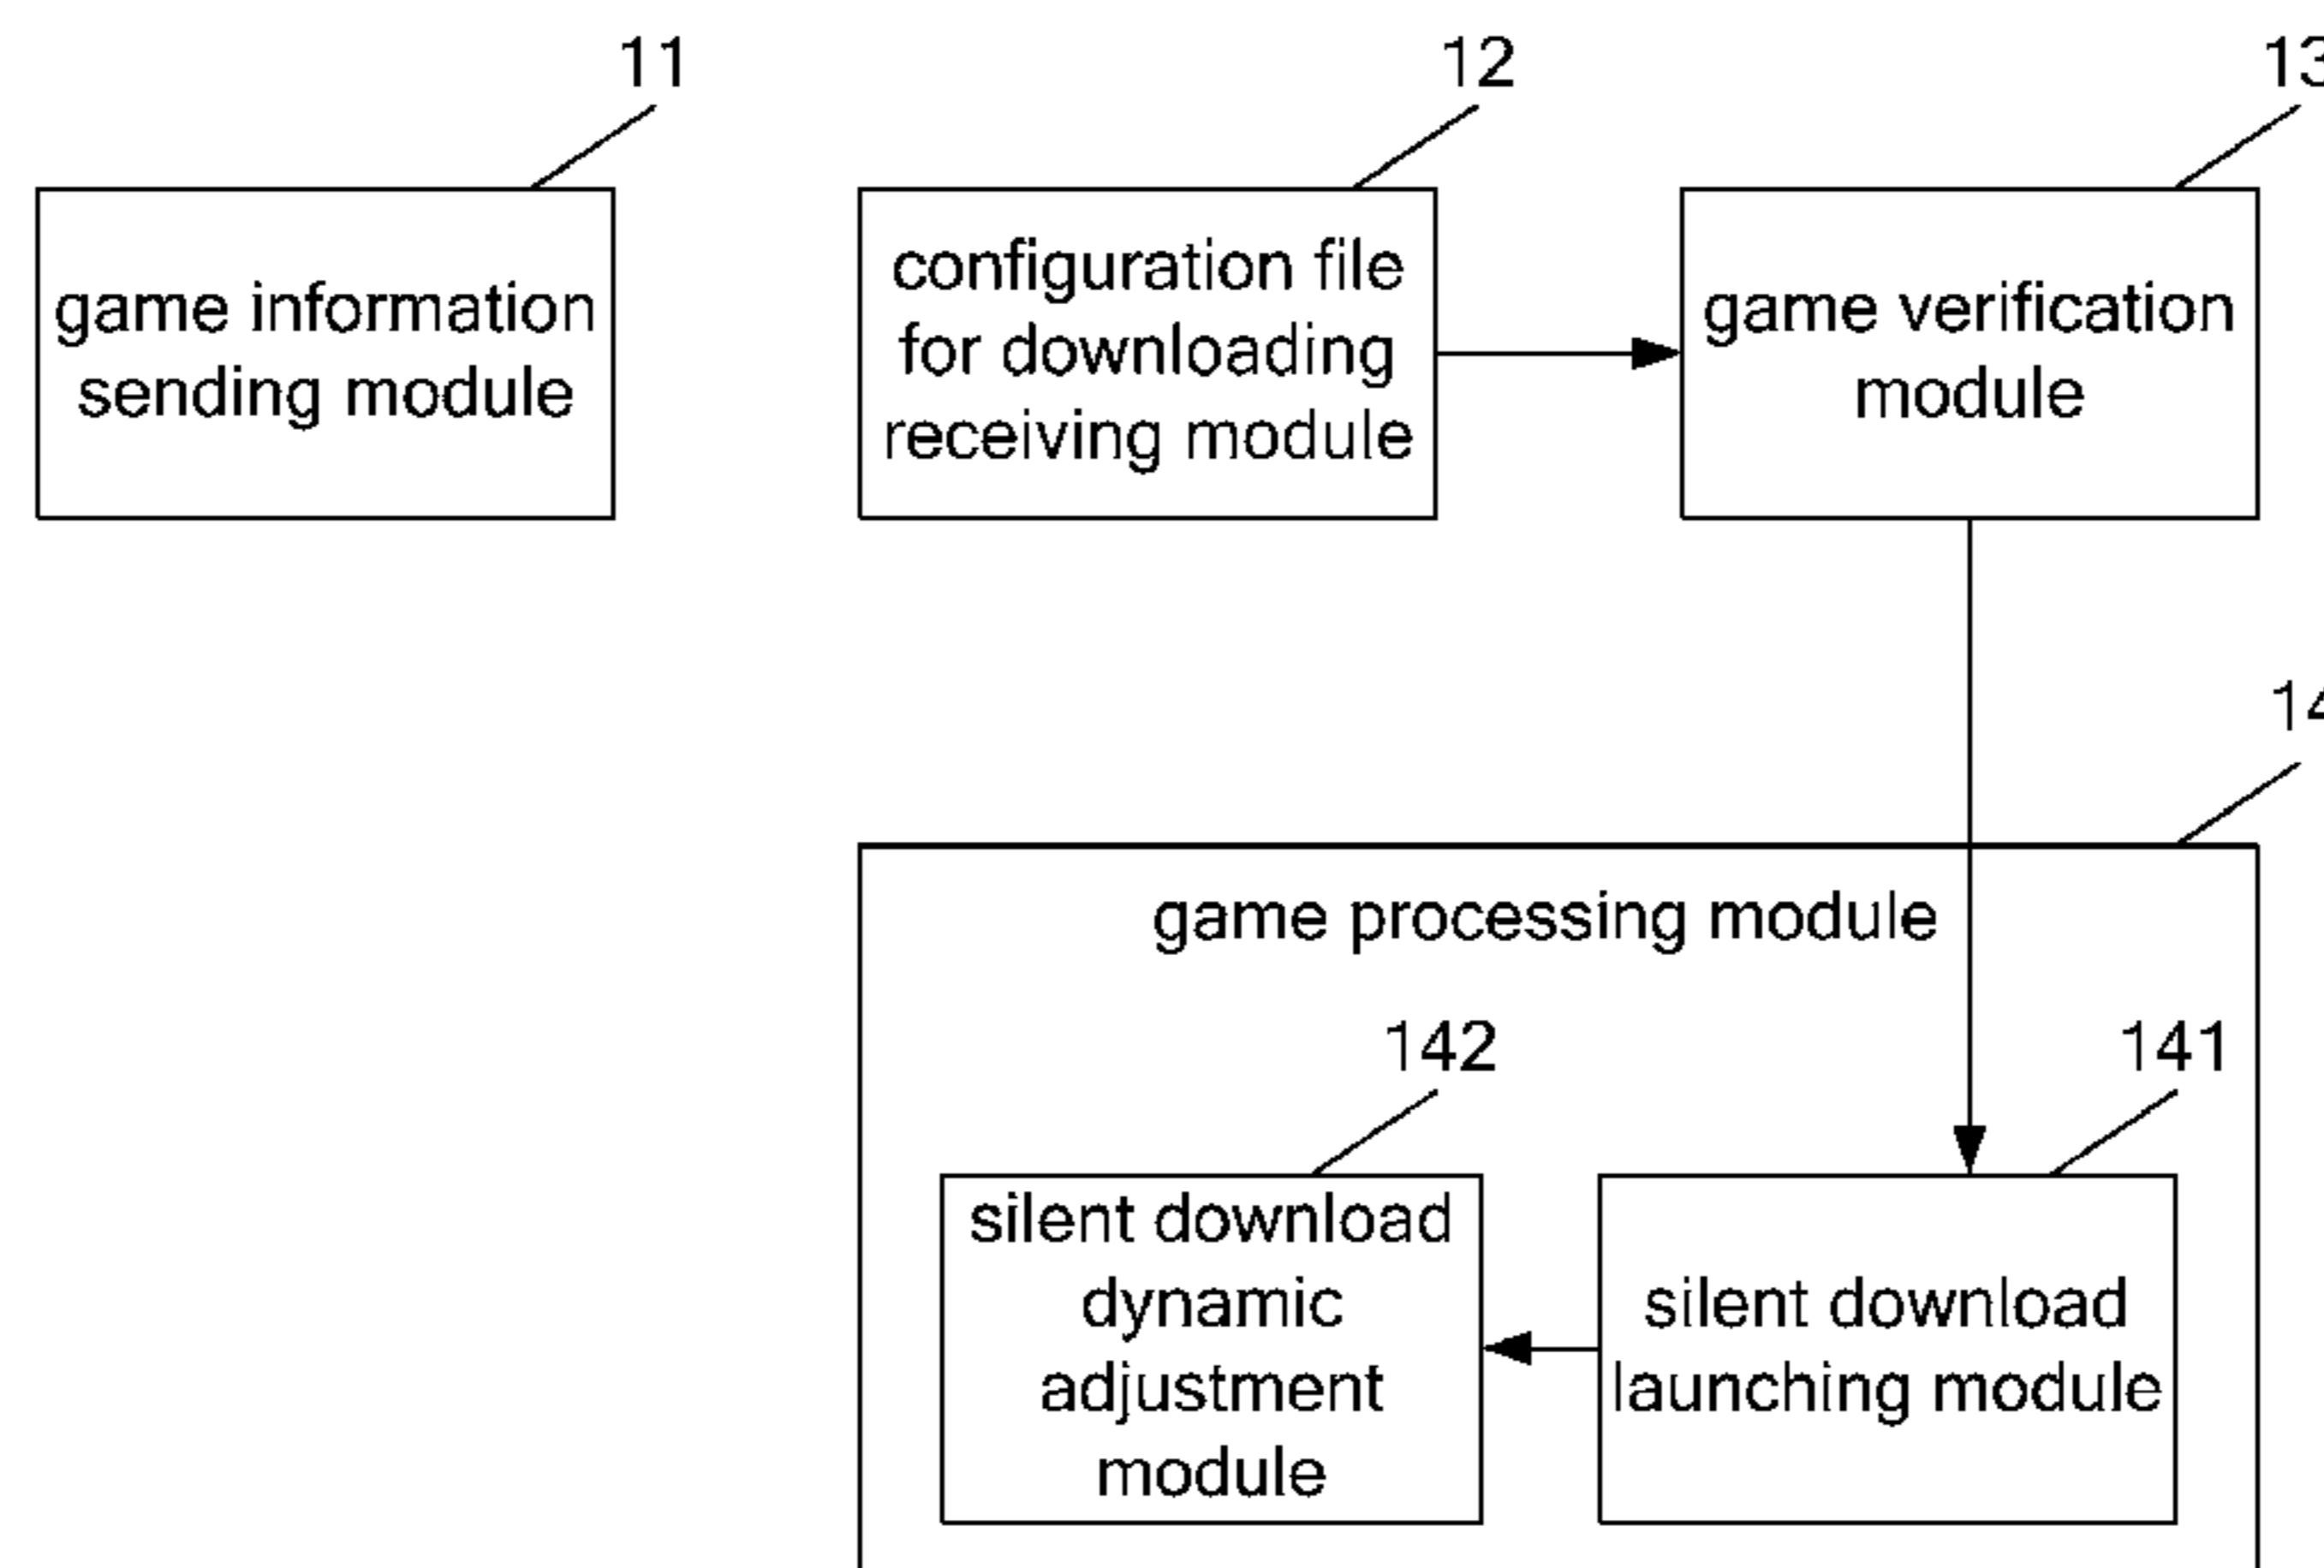 11
12
13
game information
sending module
configuration file
for downloading
receiving module
game verification
module
14
game processing module
142
141
silent download
dynamic
adjustment
module
silent download
launching module